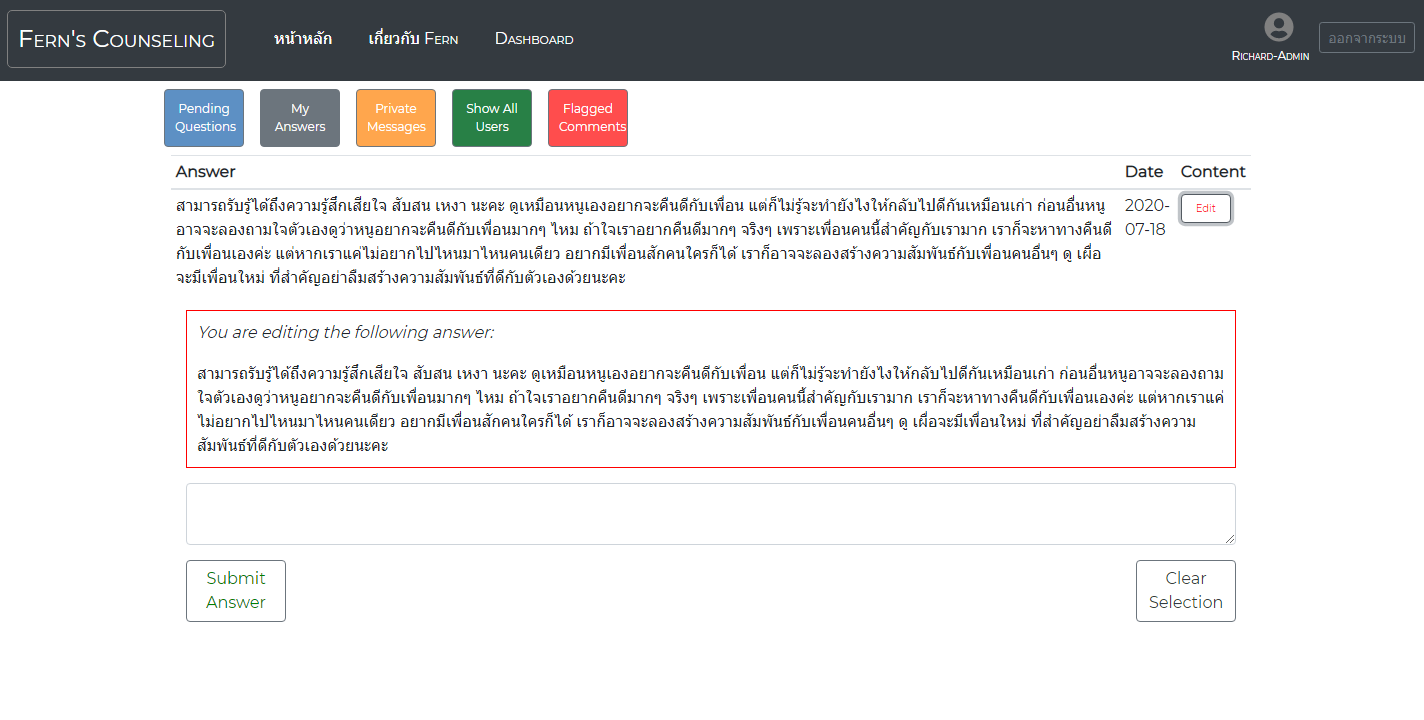 Fern's Counseling
หน้าหลัก
เกี่ยวกับ Fern
Dashboard
Richard-Admin
ออกจากระบบ
Pending
Questions
My
Answers
Private
Messages
Show All
Users
Flagged
Comments
Answer
Date
Content
สามารถรับรู้ได้ถึงความรู้สึกเสียใจ สับสน เหงา นะคะ ดูเหมือนหนูเองอยากจะคืนดีกับเพื่อน แต่ก็ไม่รู้จะทำยังไงให้กลับไปดีกันเหมือนเก่า ก่อนอื่นหนู
อาจจะลองถามใจตัวเองดูว่าหนูอยากจะคืนดีกับเพื่อนมากๆ ไหม ถ้าใจเราอยากคืนดีมากๆ จริงๆ เพราะเพื่อนคนนี้สำคัญกับเรามาก เราก็จะหาทางคืนดี
กับเพื่อนเองค่ะ แต่หากเราแค่ไม่อยากไปไหนมาไหนคนเดียว อยากมีเพื่อนสักคนใครก็ได้ เราก็อาจจะลองสร้างความสัมพันธ์กับเพื่อนคนอื่นๆ ดู เผื่อ
จะมีเพื่อนใหม่ ที่สำคัญอย่าลืมสร้างความสัมพันธ์ที่ดีกับตัวเองด้วยนะคะ
2020-
07-18
Edit
You are editing the following answer:
สามารถรับรู้ได้ถึงความรู้สึกเสียใจ สับสน เหงา นะคะ ดูเหมือนหนูเองอยากจะคืนดีกับเพื่อน แต่ก็ไม่รู้จะทำยังไงให้กลับไปดีกันเหมือนเก่า ก่อนอื่นหนูอาจจะลองถาม
ใจตัวเองดูว่าหนูอยากจะคืนดีกับเพื่อนมากๆ ไหม ถ้าใจเราอยากคืนดีมากๆ จริงๆ เพราะเพื่อนคนนี้สำคัญกับเรามาก เราก็จะหาทางคืนดีกับเพื่อนเองค่ะ แต่หากเราแค่
ไม่อยากไปไหนมาไหนคนเดียว อยากมีเพื่อนสักคนใครก็ได้ เราก็อาจจะลองสร้างความสัมพันธ์กับเพื่อนคนอื่นๆ ดู เผื่อจะมีเพื่อนใหม่ ที่สำคัญอย่าลืมสร้างความ
สัมพันธ์ที่ดีกับตัวเองด้วยนะคะ
Submit
Answer
Clear
Selection